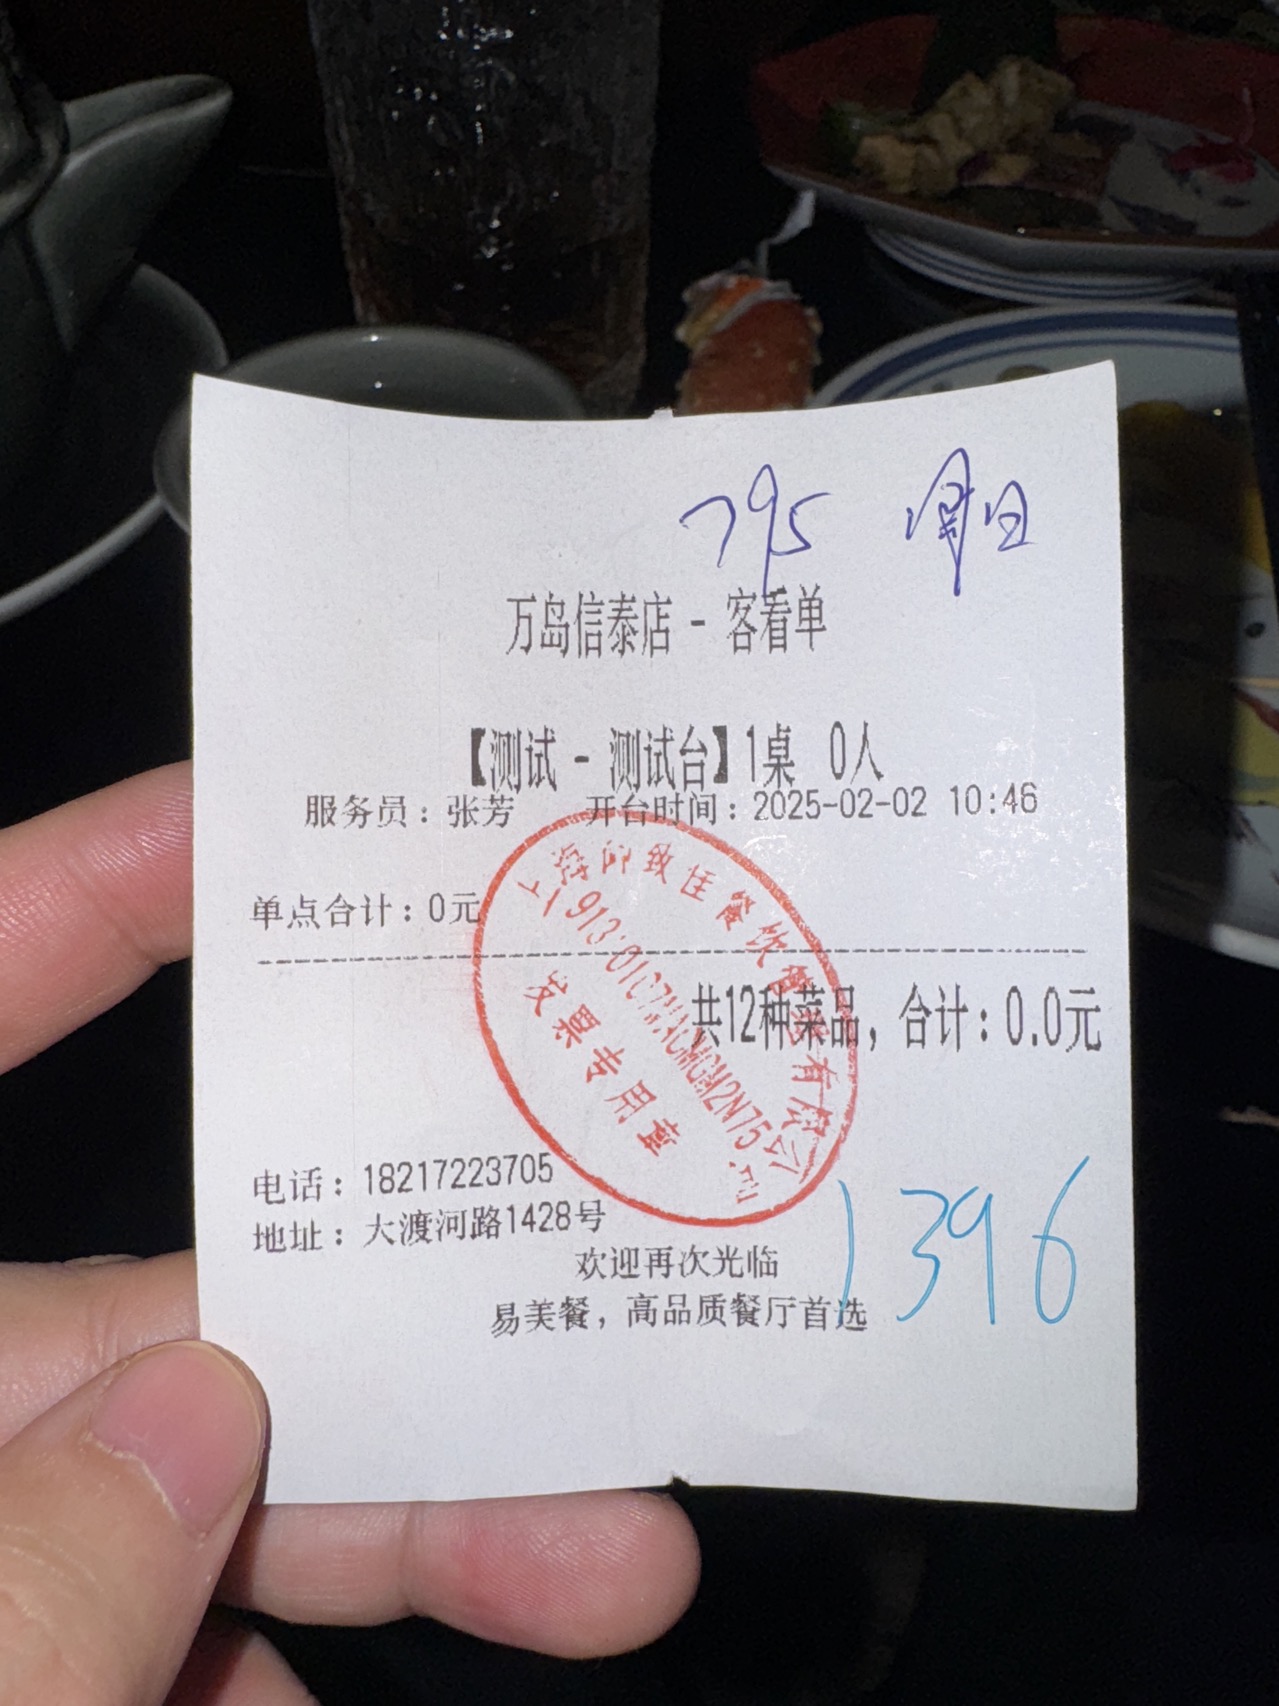 795
万岛信泰店 - 客看单
【测试 - 测试台】1桌 0人
服务员：张芳 开台时间：2025-02-02 10:46
单点合计：0元
共12种菜品，合计：0.0元
发票专用章
电话：18217223705
地址：大渡河路1428号
1396
欢迎再次光临
易美餐，高品质餐厅首选